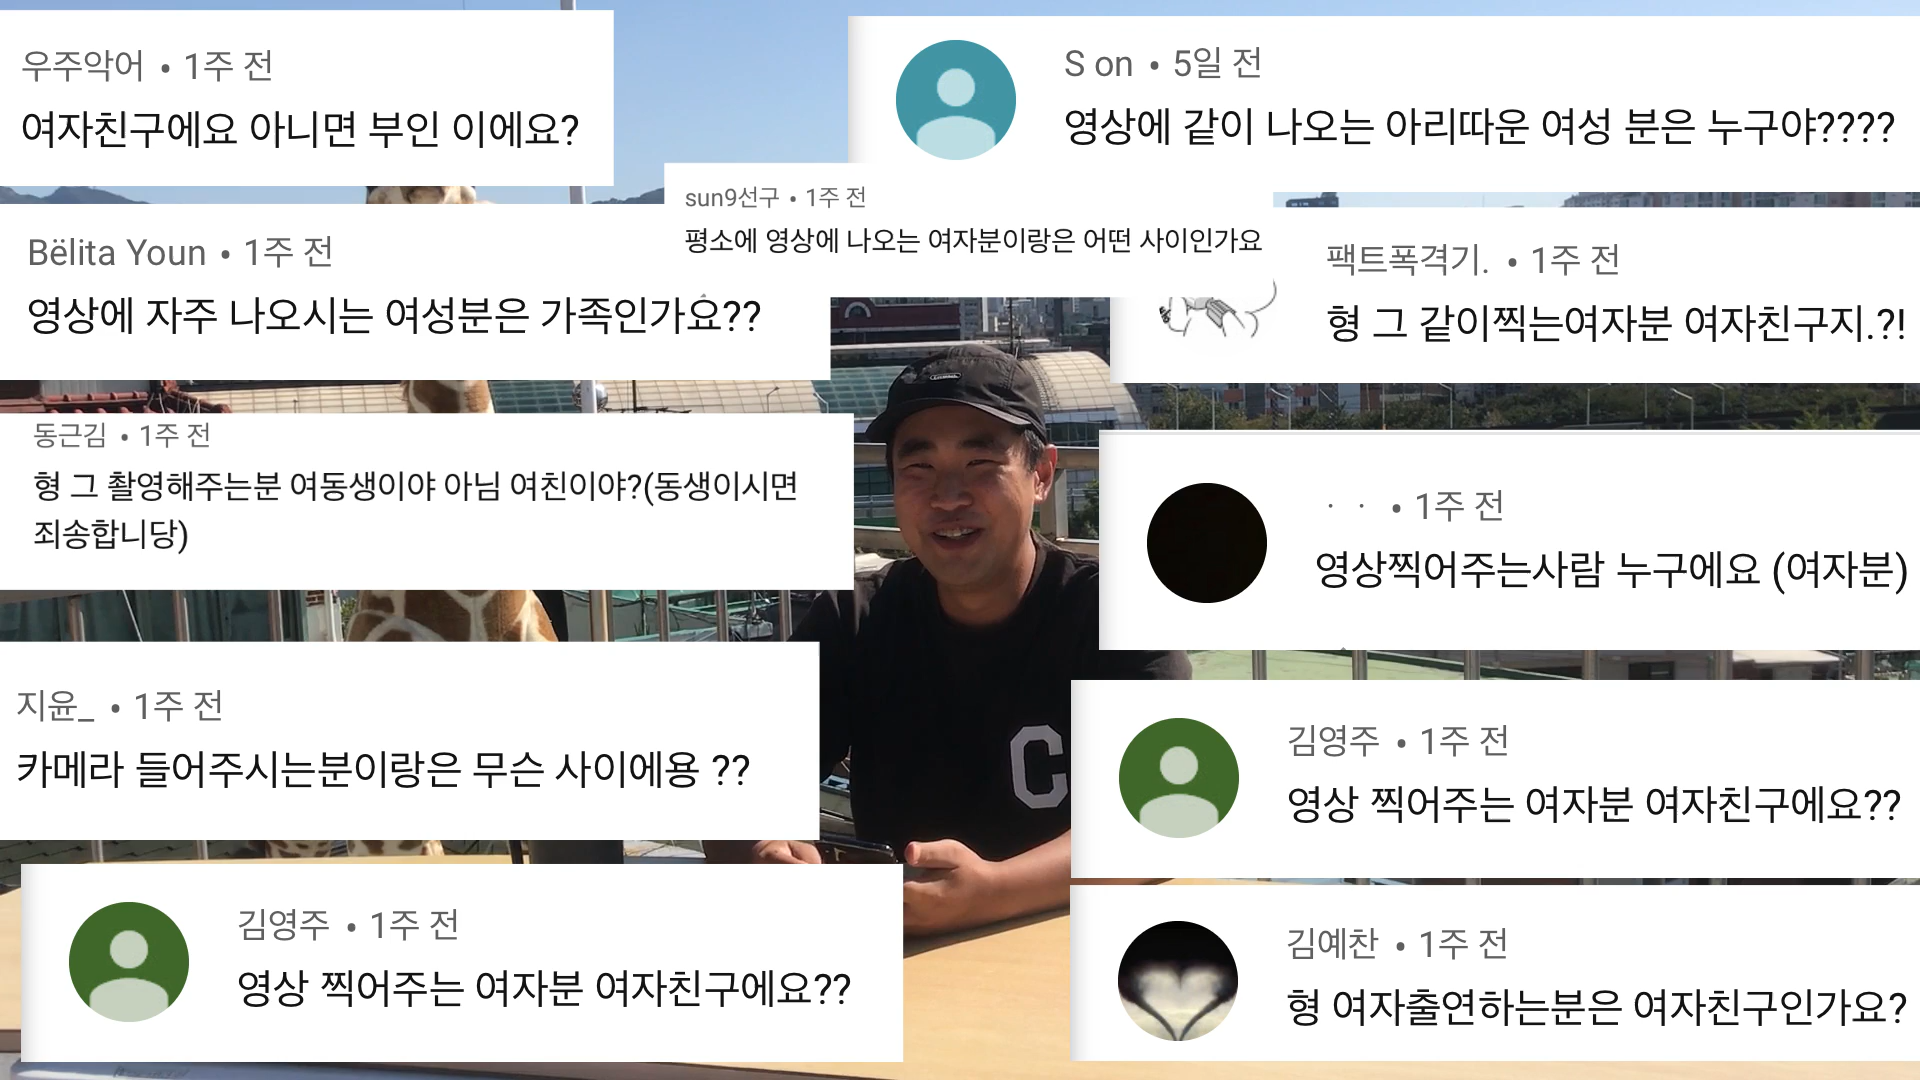 우주악어 • 1주 전
여자친구에요 아니면 부인 이에요?
S on • 5일 전
영상에 같이 나오는 아리따운 여성 분은 누구야????
sun9선구 • 1주 전
평소에 영상에 나오는 여자분이랑은 어떤 사이인가요
Bëlita Youn • 1주 전
영상에 자주 나오시는 여성분은 가족인가요??
팩트폭격기. • 1주 전
형 그 같이찍는여자분 여자친구지.?!
동근김 • 1주 전
형 그 촬영해주는분 여동생이야 아님 여친이야?(동생이시면
죄송합니당)
· · • 1주 전
영상찍어주는사람 누구에요 (여자분)
지윤_ • 1주 전
카메라 들어주시는분이랑은 무슨 사이에용 ??
C
김영주 • 1주 전
영상 찍어주는 여자분 여자친구에요??
김영주 • 1주 전
영상 찍어주는 여자분 여자친구에요??
김예찬 • 1주 전
형 여자출연하는분은 여자친구인가요?